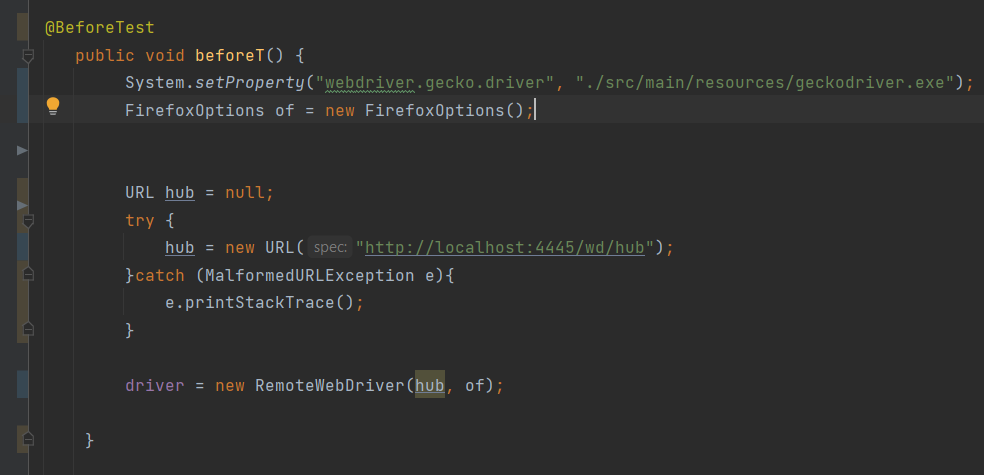 @BeforeTest
public void beforeT() {
System.setProperty("webdriver.gecko.driver", "./src/main/resources/geckodriver.exe");
FirefoxOptions of = new FirefoxOptions();
URL hub = null;
try {
hub = new URL( spec: "http://localhost:4445/wd/hub");
}catch (MalformedURLException e){
e.printStackTrace();
}
driver = new RemoteWebDriver(hub, of);
}